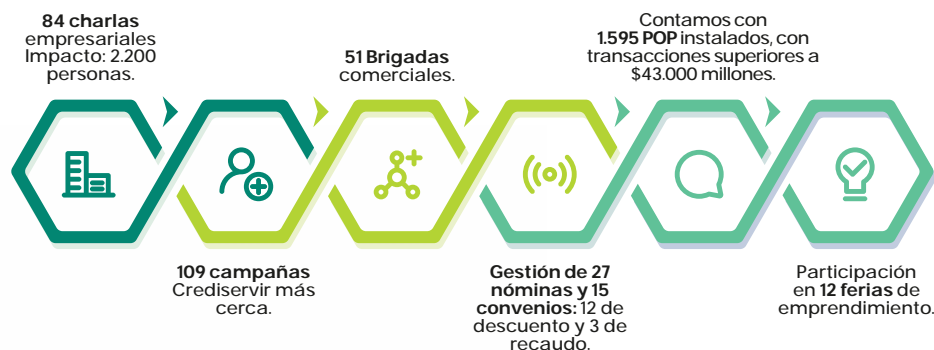 84 charlas
empresariales
Impacto: 2.200
personas.
109 campañas
Crediservir más
cerca.
51 Brigadas
comerciales.
Gestión de 27
nóminas y 15
convenios: 12 de
descuento y 3 de
recaudo.
Contamos con
1.595 POP instalados, con
transacciones superiores a
$43.000 millones.
Participación
en 12 ferias de
emprendimiento.